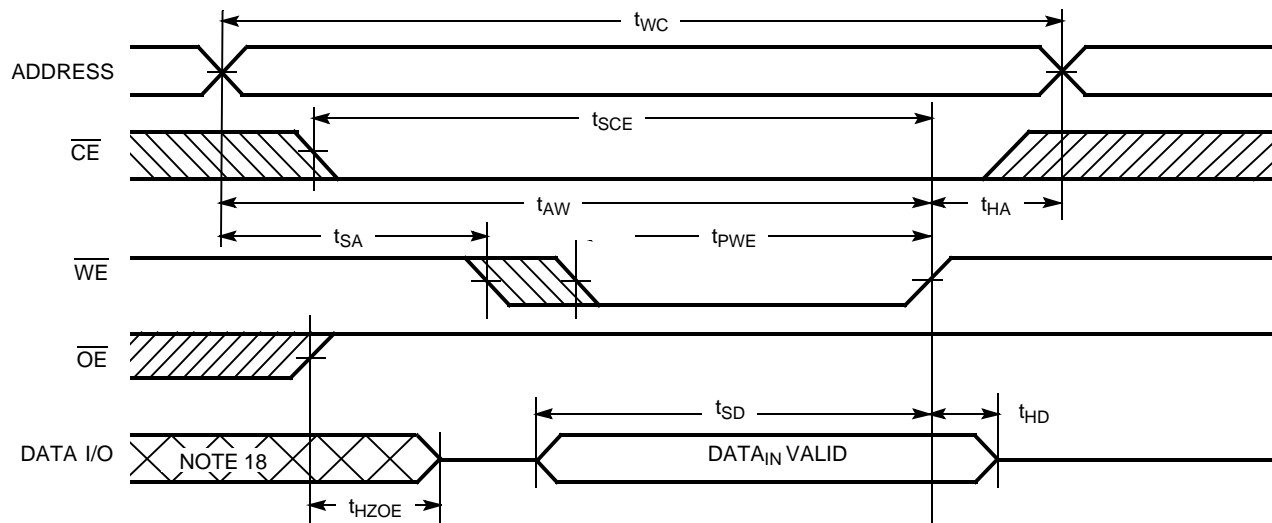 tWC
ADDRESS
tSCE
CE
tAW
tHA
tSA
tPWE
WE
OE
tSD
tHD
DATA I/O
NOTE 18
DATAIN VALID
tHZOE